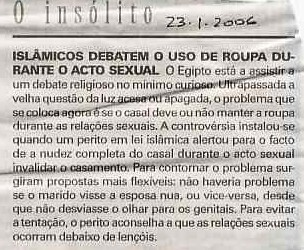 O insólito
23.1.2006
ISLÂMICOS DEBATEM O USO DE ROUPA DU-
RANTE O ACTO SEXUAL O Egipto está a assistir a
um debate religioso no mínimo curioso. Ultrapassada a
velha questão da luz acesa ou apagada, o problema que
se coloca agora é se o casal deve ou não manter a roupa
durante as relações sexuais. A controvérsia instalou-se
quando um perito em lei islâmica alertou para o facto
de a nudez completa do casal durante o acto sexual
invalidar o casamento. Para contornar o problema sur-
giram propostas mais flexíveis: não haveria problema
se o marido visse a esposa nua, ou vice-versa, desde
que não desviasse o olhar para os genitais. Para evitar
a tentação, o perito aconselha a que as relações sexuais
ocorram debaixo de lençóis.